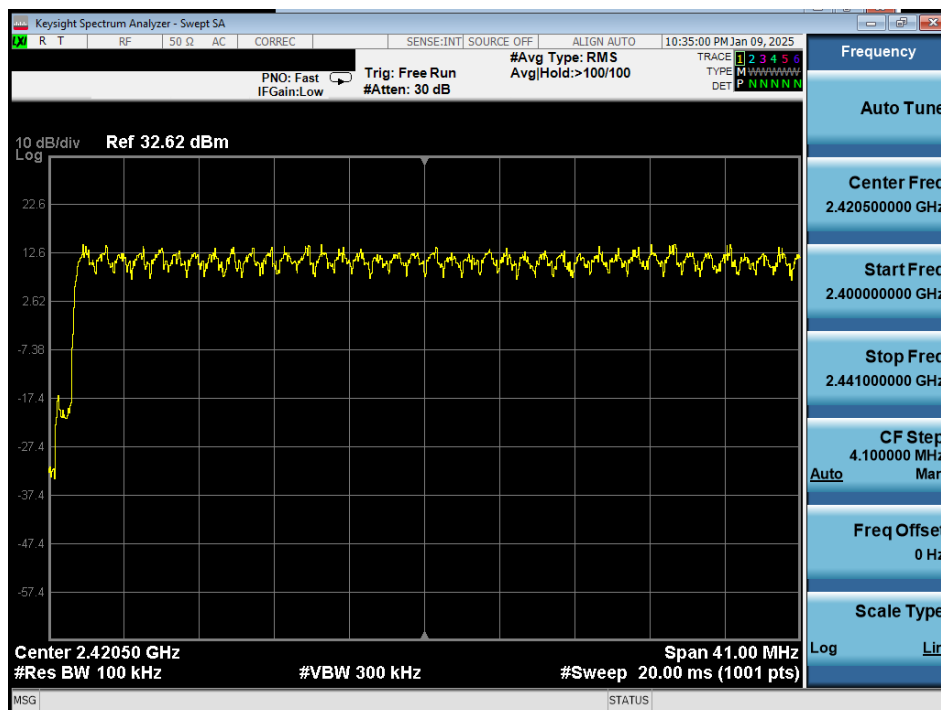 Keysight Spectrum Analyzer - Swept SA
LXI R T RF 50 Ω AC CORREC SENSE:INT SOURCE OFF ALIGN AUTO 10:35:00 PM Jan 09, 2025
PNO: Fast
IFGain:Low
Trig: Free Run
#Atten: 30 dB
#Avg Type: RMS
Avg|Hold:>100/100
TRACE 1 2 3 4 5 6
TYPE M W W W W W
DET P N N N N N
10 dB/div
Log
Ref 32.62 dBm
22.6
12.6
2.62
-7.38
-17.4
-27.4
-37.4
-47.4
-57.4
Center 2.42050 GHz
Span 41.00 MHz
#Res BW 100 kHz
#VBW 300 kHz
#Sweep 20.00 ms (1001 pts)
MSG
STATUS
Frequency
Auto Tune
Center Freq
2.420500000 GHz
Start Freq
2.400000000 GHz
Stop Freq
2.441000000 GHz
CF Step
4.100000 MHz
Auto Man
Freq Offset
0 Hz
Scale Type
Log Lin